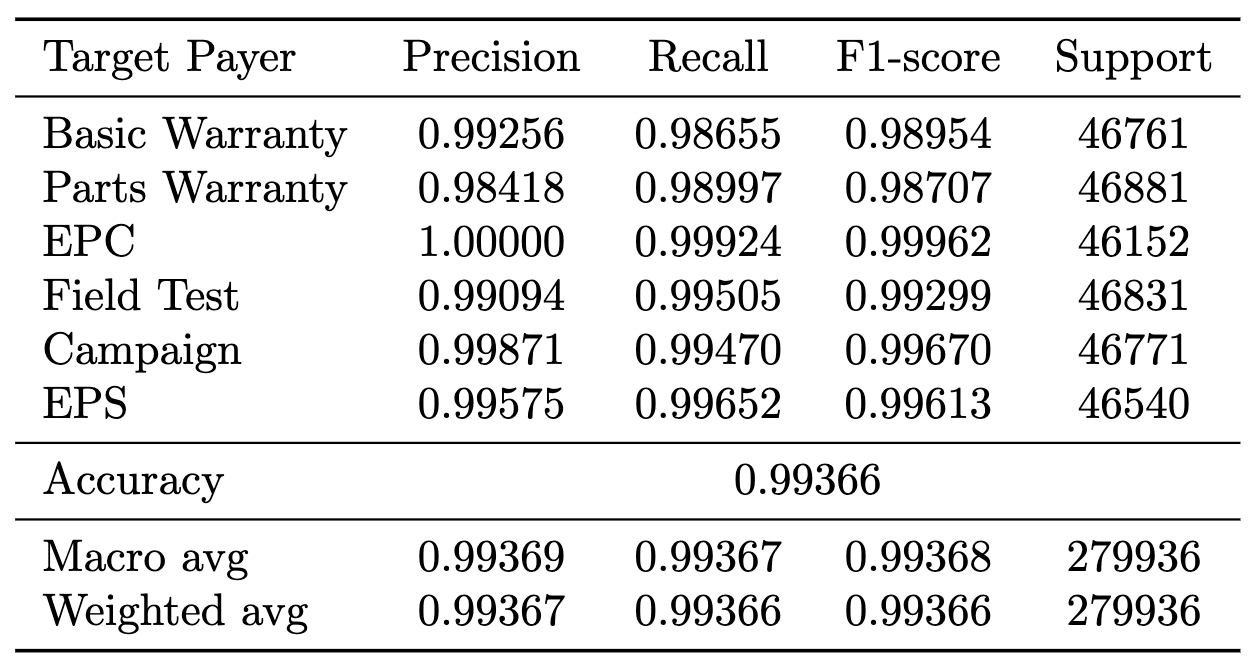 Target Payer Precision Recall F1-score Support
Basic Warranty 0.99256 0.98655 0.98954 46761
Parts Warranty 0.98418 0.98997 0.98707 46881
EPC 1.00000 0.99924 0.99962 46152
Field Test 0.99094 0.99505 0.99299 46831
Campaign 0.99871 0.99470 0.99670 46771
EPS 0.99575 0.99652 0.99613 46540
Accuracy 0.99366
Macro avg 0.99369 0.99367 0.99368 279936
Weighted avg 0.99367 0.99366 0.99366 279936